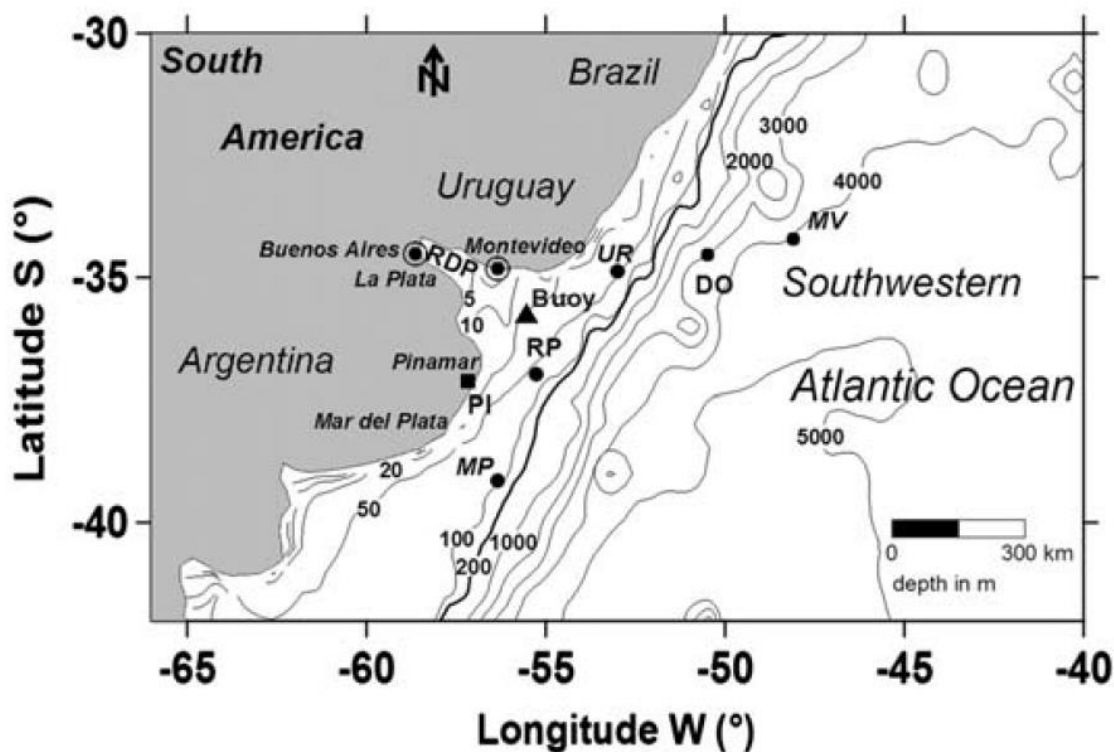 -30
South
N
Brazil
America
3000
2000
Uruguay
4000
MV
Buenos Aires
RDP
Montevideo
UR
-35
La Plata
DO
Southwestern
5
Buoy
10
RP
Argentina
Pinamar
Atlantic Ocean
PI
Mar del Plata
5000
20
MP
50
-40
100
1000
200
0
300 km
depth in m
-65
-60
-55
-50
-45
-40
Latitude S (°)
Longitude W (°)